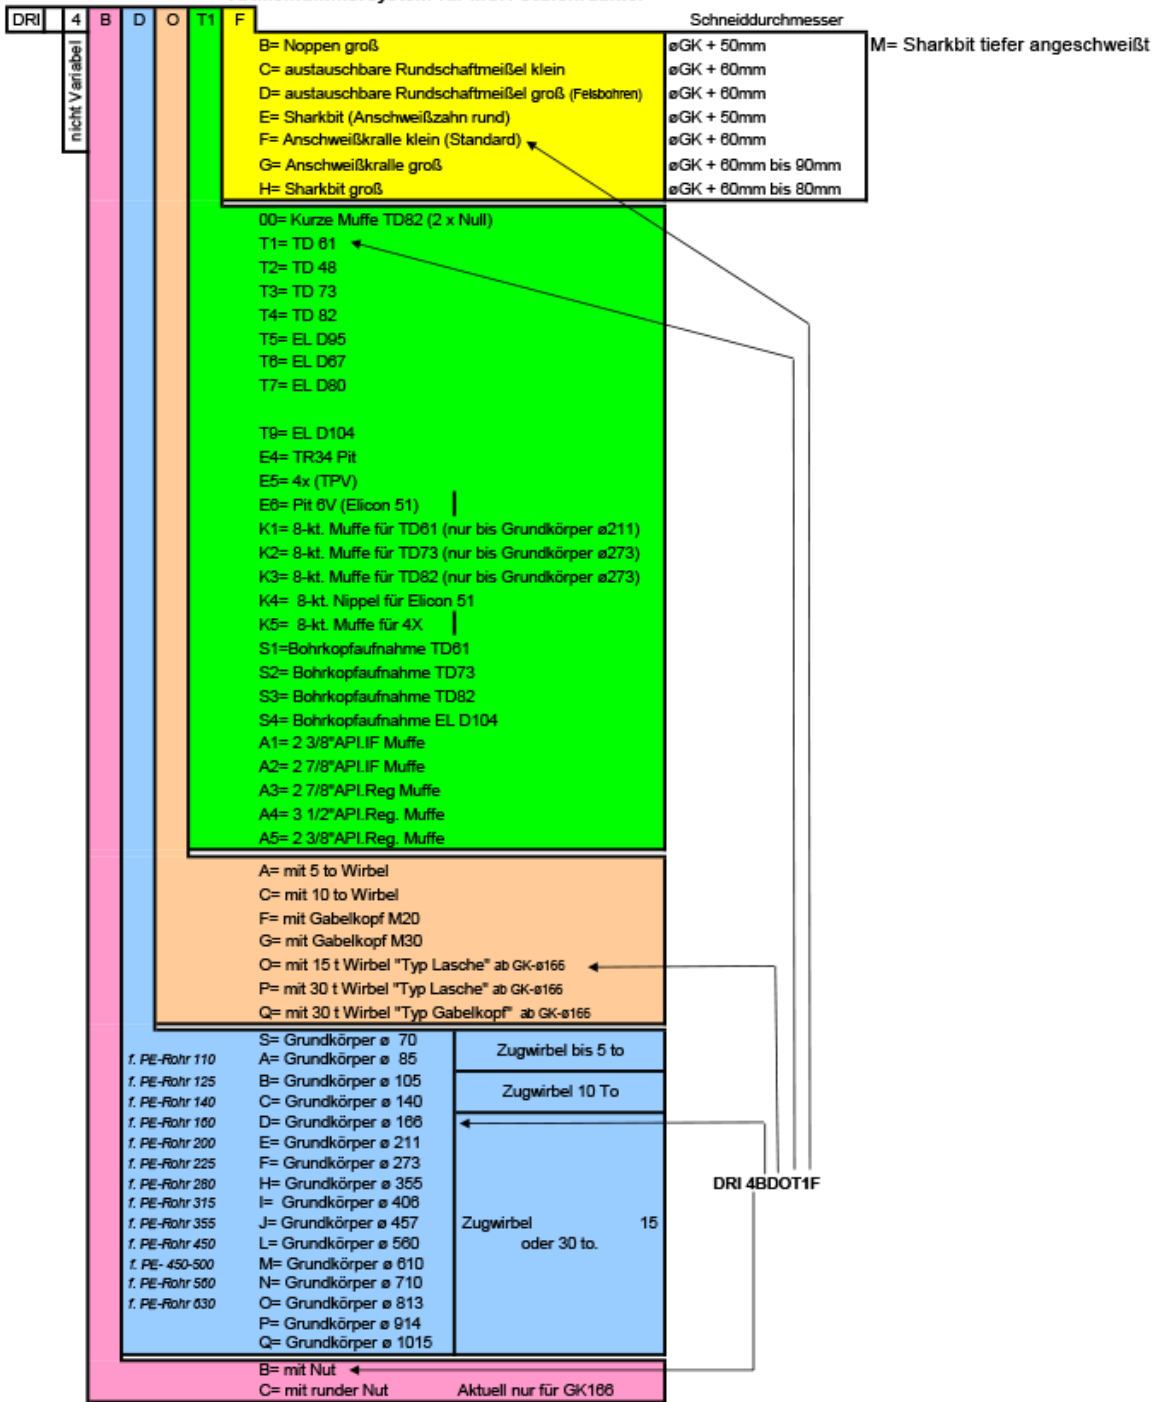 DRI 4 B D O T1 F Schneiddurchmesser
nicht Variabel
B= Noppen groß øGK + 50mm M= Sharkbit tiefer angeschweißt
C= austauschbare Rundschaftmeißel klein øGK + 60mm
D= austauschbare Rundschaftmeißel groß (Felsbohren) øGK + 60mm
E= Sharkbit (Anschweißzahn rund) øGK + 50mm
F= Anschweißkralle klein (Standard) øGK + 60mm
G= Anschweißkralle groß øGK + 60mm bis 90mm
H= Sharkbit groß øGK + 60mm bis 80mm
00= Kurze Muffe TD82 (2 x Null)
T1= TD 61
T2= TD 48
T3= TD 73
T4= TD 82
T5= EL D95
T6= EL D67
T7= EL D80
T9= EL D104
E4= TR34 Pit
E5= 4x (TPV)
E6= Pit 6V (Elicon 51)
K1= 8-kt. Muffe für TD61 (nur bis Grundkörper ø211)
K2= 8-kt. Muffe für TD73 (nur bis Grundkörper ø273)
K3= 8-kt. Muffe für TD82 (nur bis Grundkörper ø273)
K4= 8-kt. Nippel für Elicon 51
K5= 8-kt. Muffe für 4X
S1=Bohrkopfaufnahme TD61
S2= Bohrkopfaufnahme TD73
S3= Bohrkopfaufnahme TD82
S4= Bohrkopfaufnahme EL D104
A1= 2 3/8"API.IF Muffe
A2= 2 7/8"API.IF Muffe
A3= 2 7/8"API.Reg Muffe
A4= 3 1/2"API.Reg. Muffe
A5= 2 3/8"API.Reg. Muffe
A= mit 5 to Wirbel
C= mit 10 to Wirbel
F= mit Gabelkopf M20
G= mit Gabelkopf M30
O= mit 15 t Wirbel "Typ Lasche" ab GK-ø166
P= mit 30 t Wirbel "Typ Lasche" ab GK-ø166
Q= mit 30 t Wirbel "Typ Gabelkopf" ab GK-ø166
S= Grundkörper ø 70
Zugwirbel bis 5 to
f. PE-Rohr 110 A= Grundkörper ø 85
f. PE-Rohr 125 B= Grundkörper ø 105
Zugwirbel 10 To
f. PE-Rohr 140 C= Grundkörper ø 140
f. PE-Rohr 160 D= Grundkörper ø 166
f. PE-Rohr 200 E= Grundkörper ø 211
f. PE-Rohr 225 F= Grundkörper ø 273
f. PE-Rohr 280 H= Grundkörper ø 355
DRI 4BDOT1F
f. PE-Rohr 315 I= Grundkörper ø 406
f. PE-Rohr 355 J= Grundkörper ø 457 Zugwirbel 15
f. PE-Rohr 450 L= Grundkörper ø 560 oder 30 to.
f. PE- 450-500 M= Grundkörper ø 610
f. PE-Rohr 560 N= Grundkörper ø 710
f. PE-Rohr 630 O= Grundkörper ø 813
P= Grundkörper ø 914
Q= Grundkörper ø 1015
B= mit Nut
C= mit runder Nut Aktuell nur für GK166